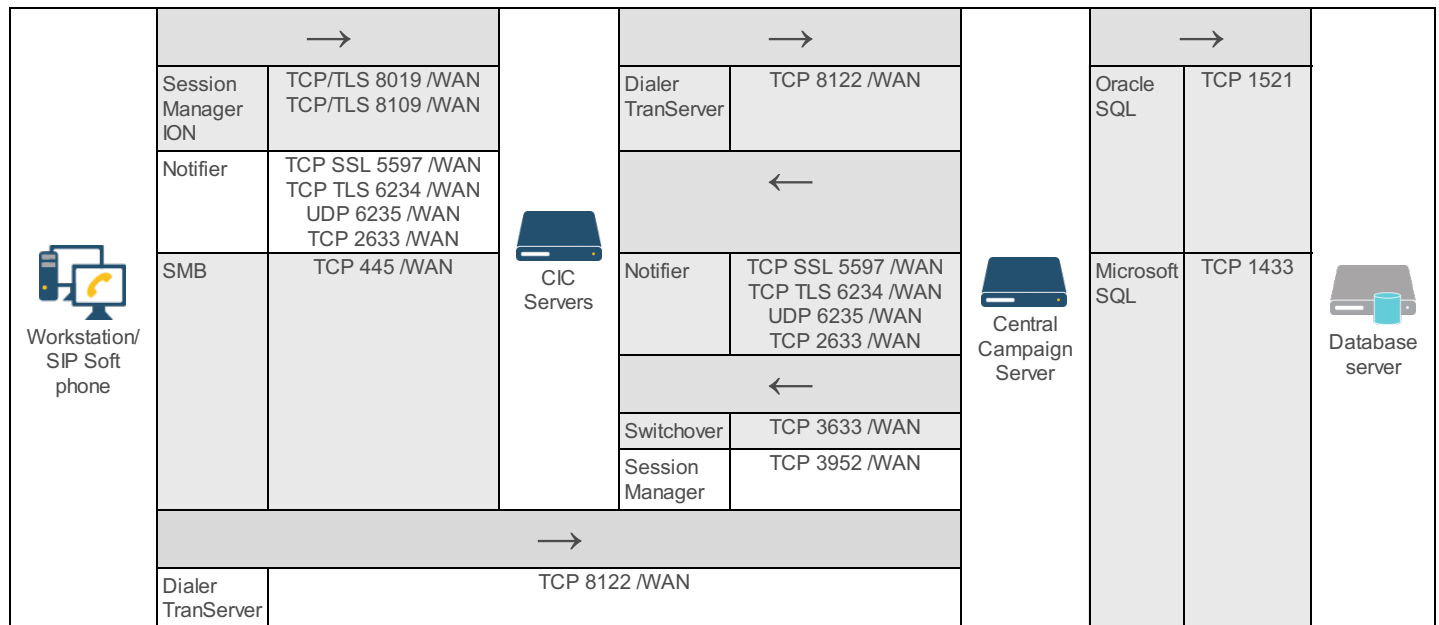 Session
Manager
ION
TCP/TLS 8019 /WAN
TCP/TLS 8109 /WAN
Notifier
TCP SSL 5597 /WAN
TCP TLS 6234 /WAN
UDP 6235 /WAN
TCP 2633 /WAN
SMB
TCP 445 /WAN
Workstation/
SIP Soft
phone
CIC
Servers
Dialer
TranServer
TCP 8122 /WAN
Notifier
TCP SSL 5597 /WAN
TCP TLS 6234 /WAN
UDP 6235 /WAN
TCP 2633 /WAN
Switchover
TCP 3633 /WAN
Session
Manager
TCP 3952 /WAN
Central
Campaign
Server
Oracle
SQL
TCP 1521
Microsoft
SQL
TCP 1433
Database
server
Dialer
TranServer
TCP 8122 /WAN